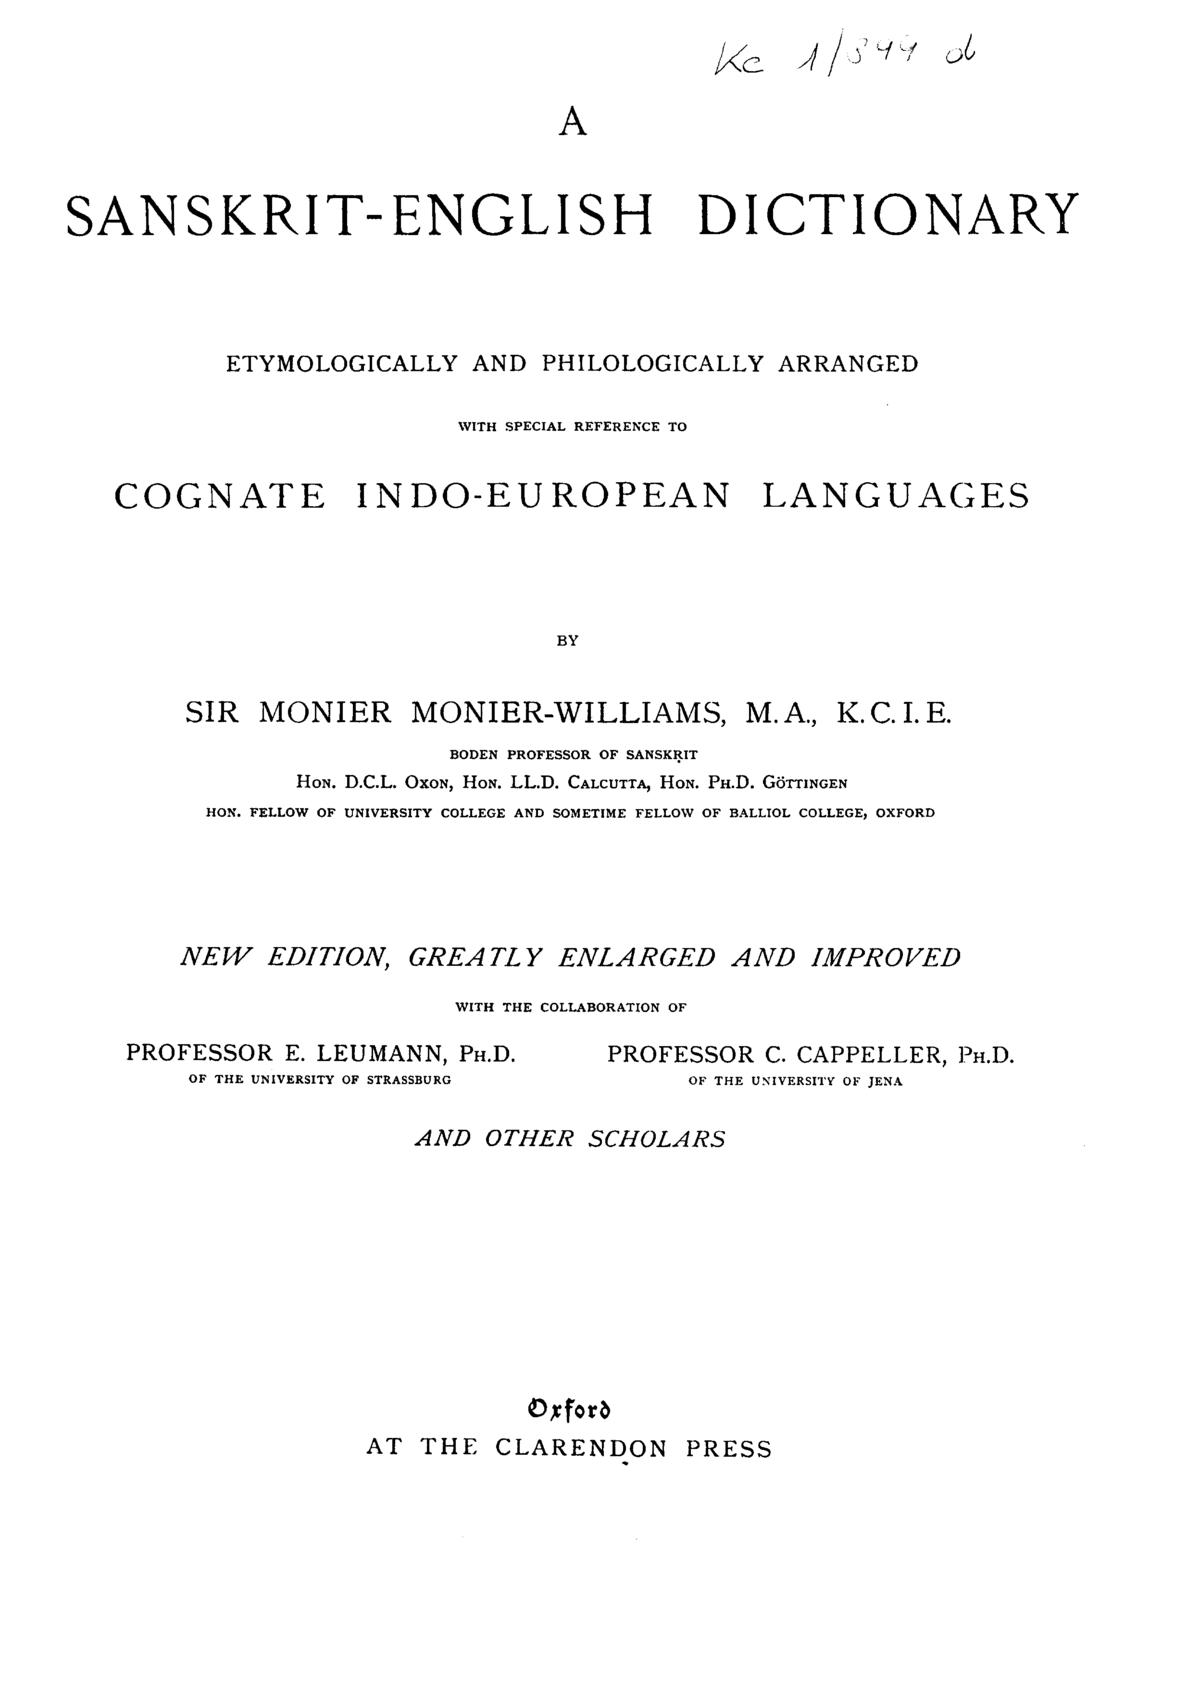 Kc 1/844 d
A
SANSKRIT-ENGLISH DICTIONARY
ETYMOLOGICALLY AND PHILOLOGICALLY ARRANGED
WITH SPECIAL REFERENCE TO
COGNATE INDO-EUROPEAN LANGUAGES
BY
SIR MONIER MONIER-WILLIAMS, M.A., K.C.I.E.
BODEN PROFESSOR OF SANSKRIT
HON. D.C.L. OXON, HON. LL.D. CALCUTTA, HON. PH.D. GÖTTINGEN
HON. FELLOW OF UNIVERSITY COLLEGE AND SOMETIME FELLOW OF BALLIOL COLLEGE, OXFORD
NEW EDITION, GREATLY ENLARGED AND IMPROVED
WITH THE COLLABORATION OF
PROFESSOR E. LEUMANN, PH.D.
OF THE UNIVERSITY OF STRASSBURG
PROFESSOR C. CAPPELLER, PH.D.
OF THE UNIVERSITY OF JENA
AND OTHER SCHOLARS
Oxford
AT THE CLARENDON PRESS